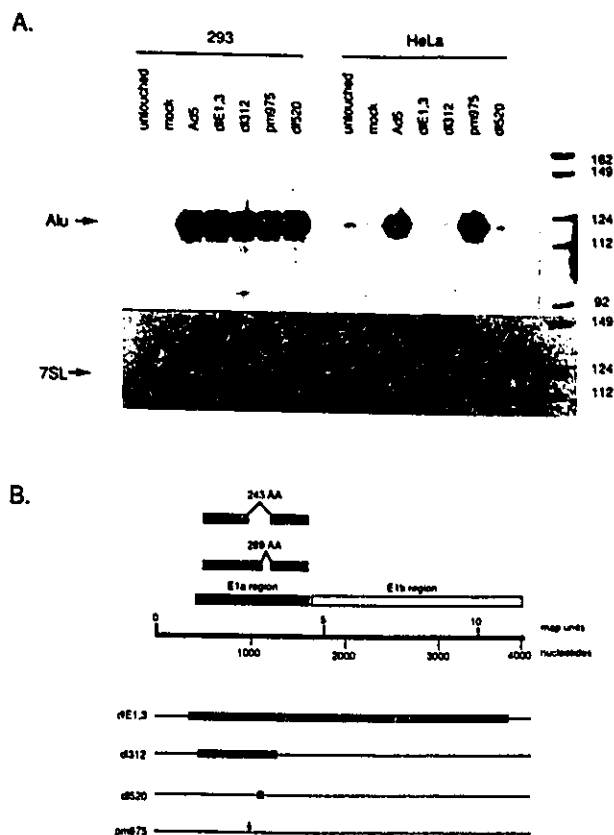 A.
293
HeLa
untouched
mock
Ad5
dlE1,3
dl312
pm975
dl520
untouched
mock
Ad5
dlE1,3
dl312
pm975
dl520
162
149
Alu
124
112
92
149
7SL
124
112
B.
243 AA
289 AA
E1a region
E1b region
0
5
10
map units
1000
2000
3000
4000
nucleotides
dlE1,3
dl312
dl520
pm975